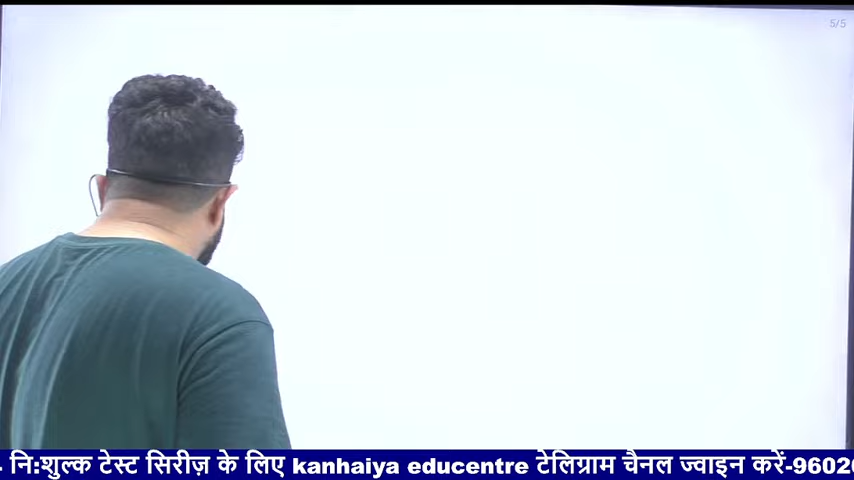 5/5
नि:शुल्क टेस्ट सिरीज़ के लिए kanhaiya educentre टेलिग्राम चैनल ज्वाइन करें-9602